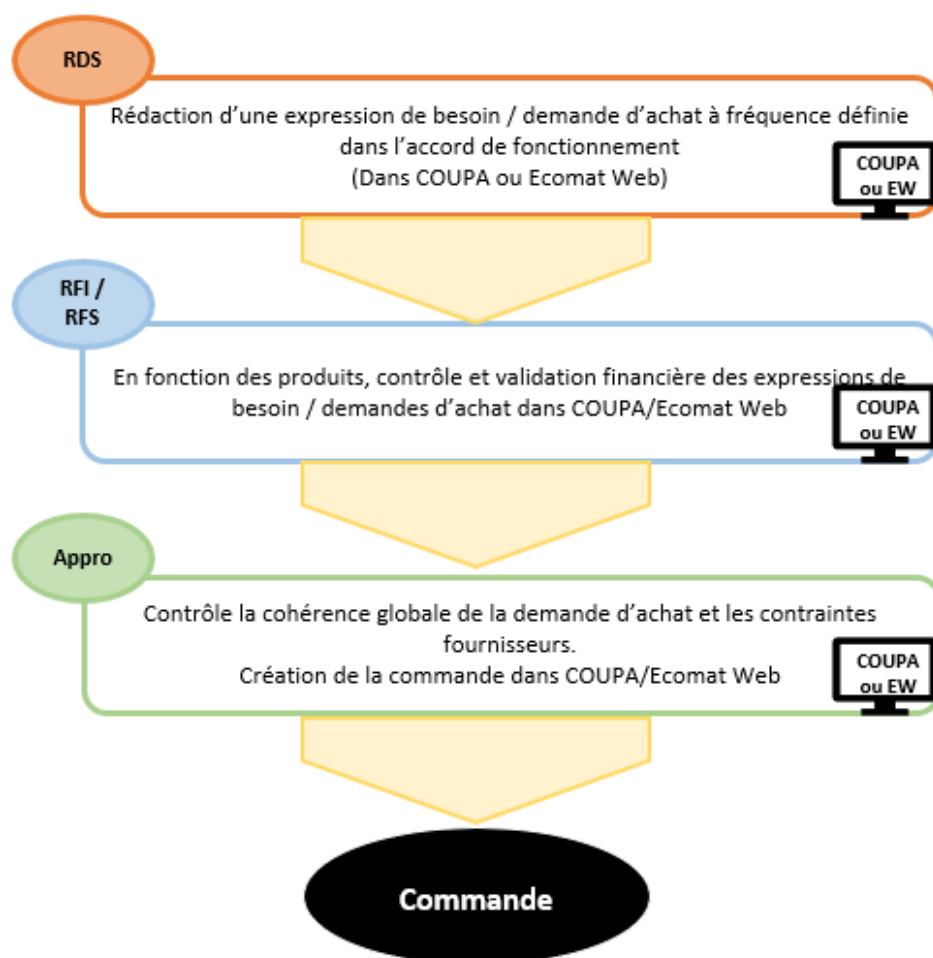 RDS
Rédaction d’une expression de besoin / demande d’achat à fréquence définie
dans l’accord de fonctionnement
(Dans COUPA ou Ecomat Web)
COUPA
ou EW
RFI /
RFS
En fonction des produits, contrôle et validation financière des expressions de
besoin / demandes d’achat dans COUPA/Ecomat Web
COUPA
ou EW
Appro
Contrôle la cohérence globale de la demande d’achat et les contraintes
fournisseurs.
Création de la commande dans COUPA/Ecomat Web
COUPA
ou EW
Commande